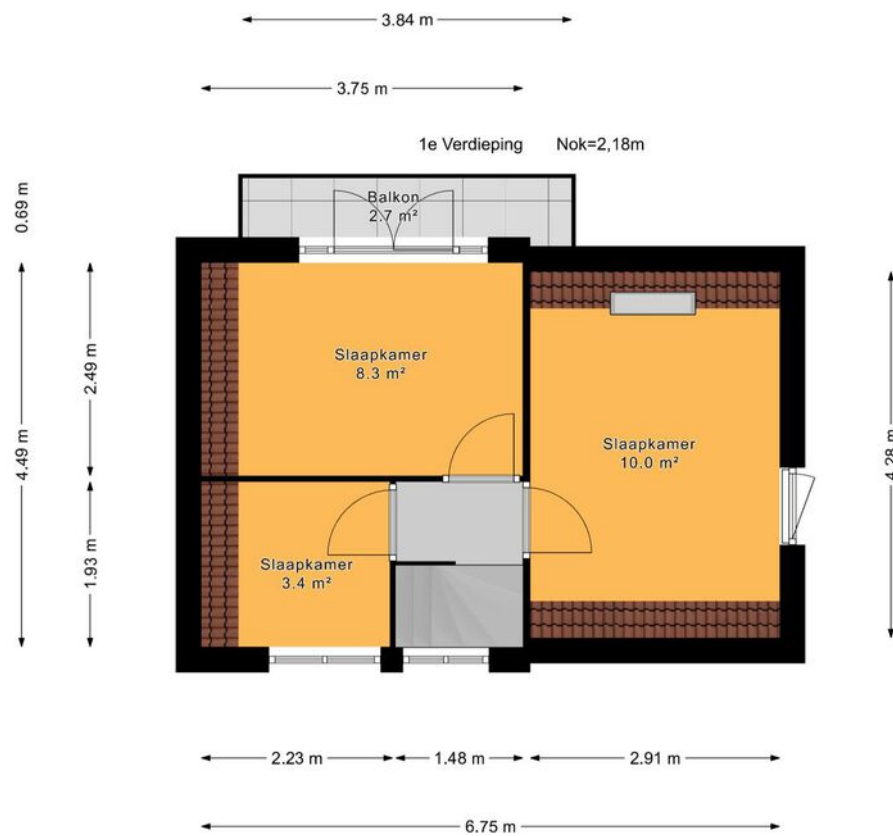 3.84 m
3.75 m
1e Verdieping Nok=2,18m
0.69 m
Balkon
2.7 m²
4.49 m
2.49 m
4.28 m
Slaapkamer
8.3 m²
Slaapkamer
10.0 m²
1.93 m
Slaapkamer
3.4 m²
2.23 m
1.48 m
2.91 m
6.75 m